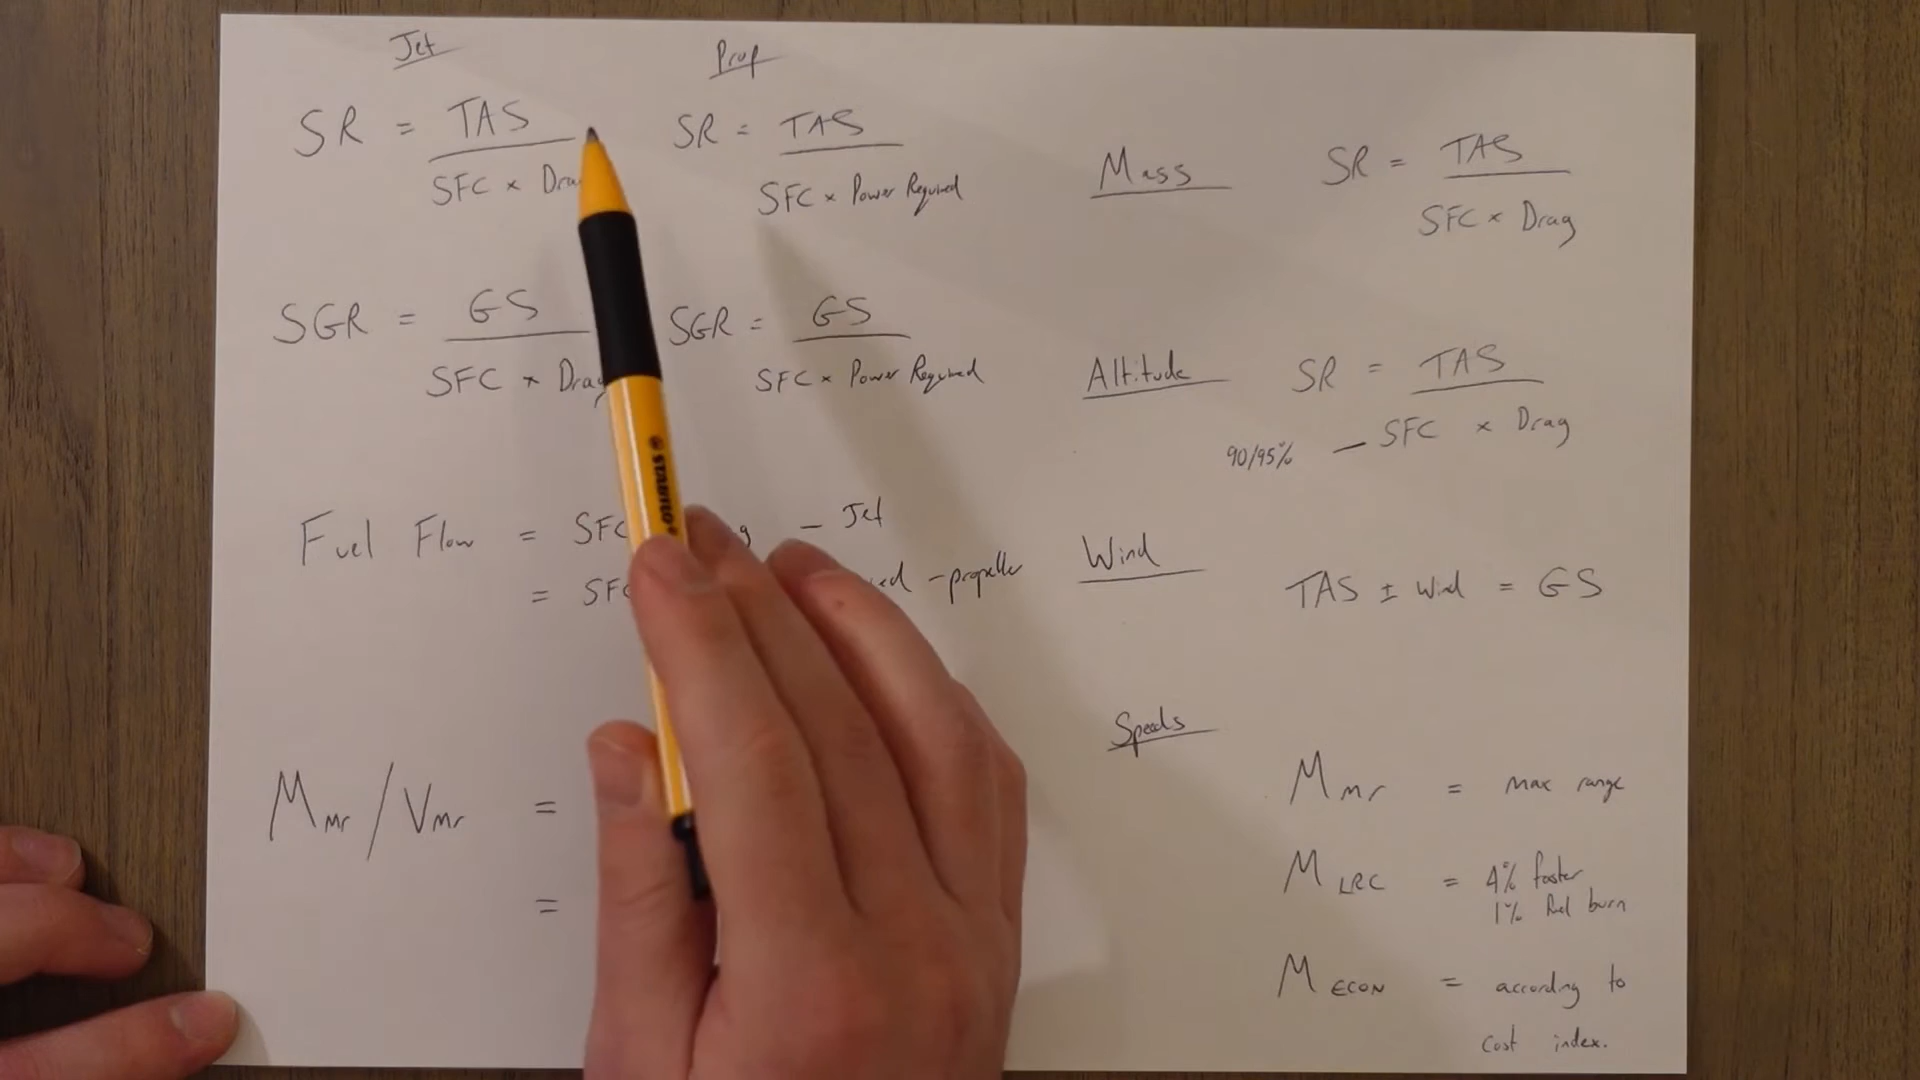 Jet
SR = TAS
SFC × Drag
SGR = GS
SFC × Drag
Prop
SR = TAS
SFC × Power Required
SGR = GS
SFC × Power Required
Fuel Flow = SFC – Jet
= SFC – propeller
Mmr / Vmr =
=
Mass
SR = TAS
SFC × Drag
Altitude
SR = TAS
90/95% – SFC × Drag
Wind
TAS ± Wind = GS
Speeds
Mmr = max range
MLRC = 4% faster
1% fuel burn
MECON = according to
cost index.
STABILO